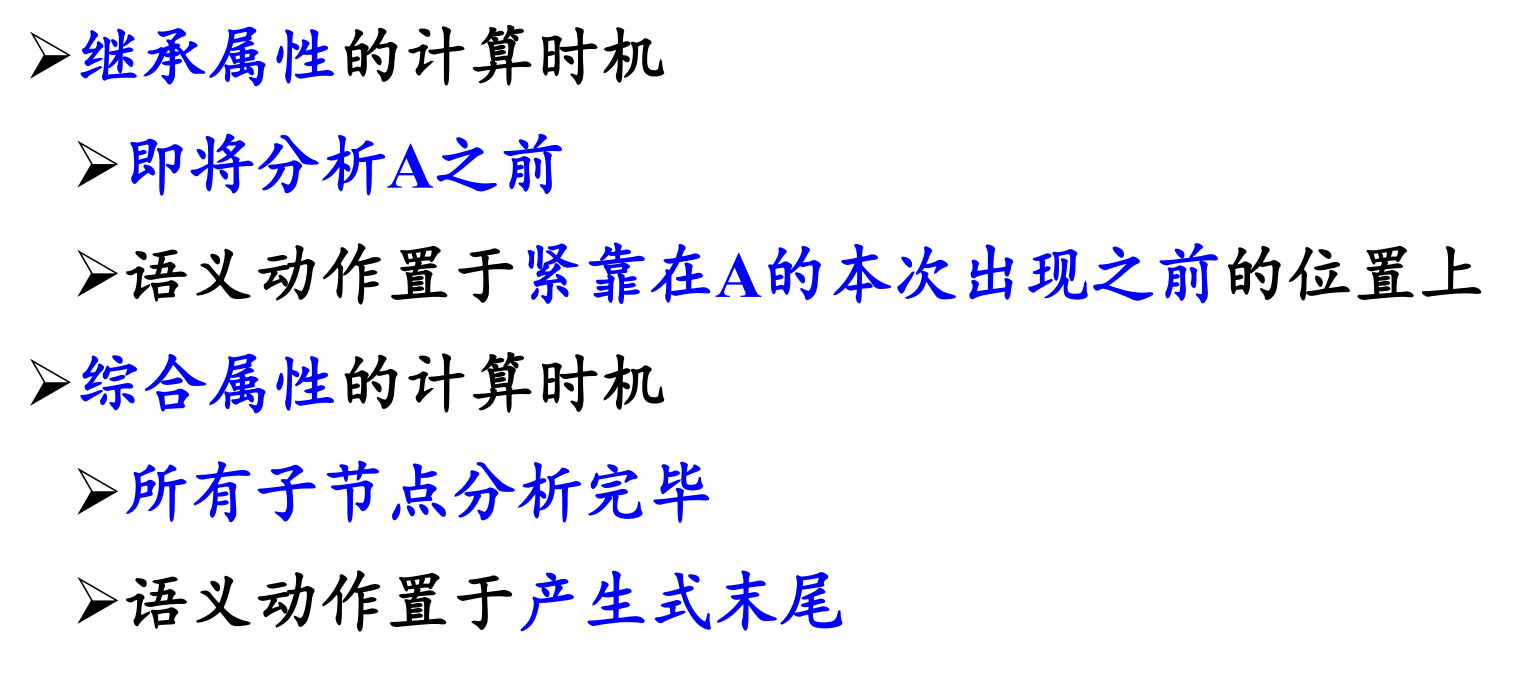 ➢继承属性的计算时机
➢即将分析A之前
➢语义动作置于紧靠在A的本次出现之前的位置上
➢综合属性的计算时机
➢所有子节点分析完毕
➢语义动作置于产生式末尾